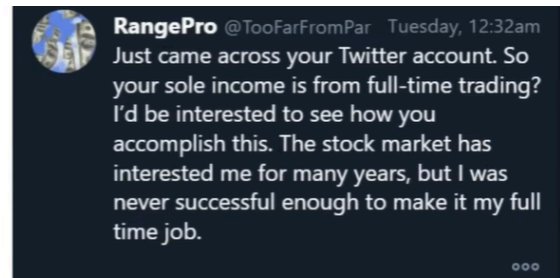 RangePro @TooFarFromPar Tuesday, 12:32am
Just came across your Twitter account. So
your sole income is from full-time trading?
I'd be interested to see how you
accomplish this. The stock market has
interested me for many years, but I was
never successful enough to make it my full
time job.